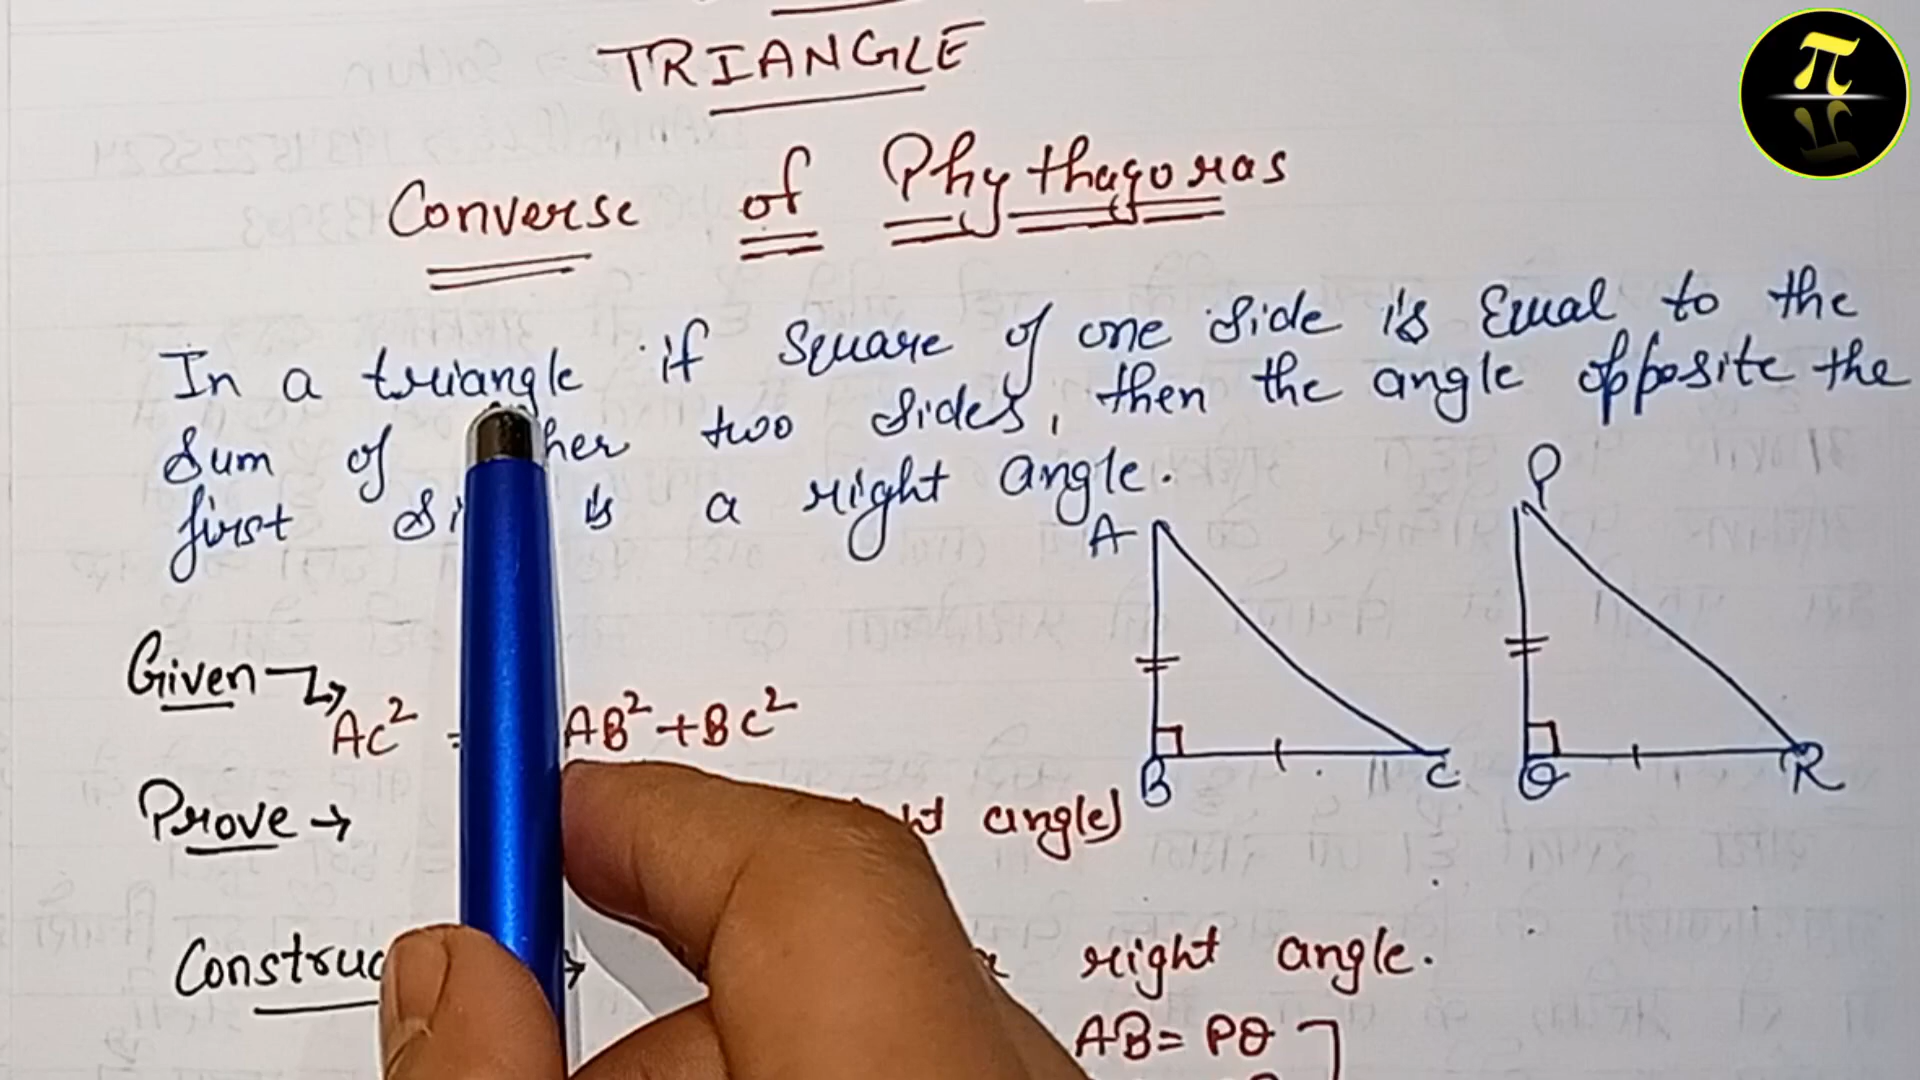 TRIANGLE
Converse of Phythagoras
In a triangle if square of one side is Equal to the
Sum of her two sides, then the angle opposite the
first Si is a right angle.
A
P
Given →
AC² = AB² + BC²
B
C
Q
R
Prove →
angle)
Construc →
right angle.
AB = PQ
π